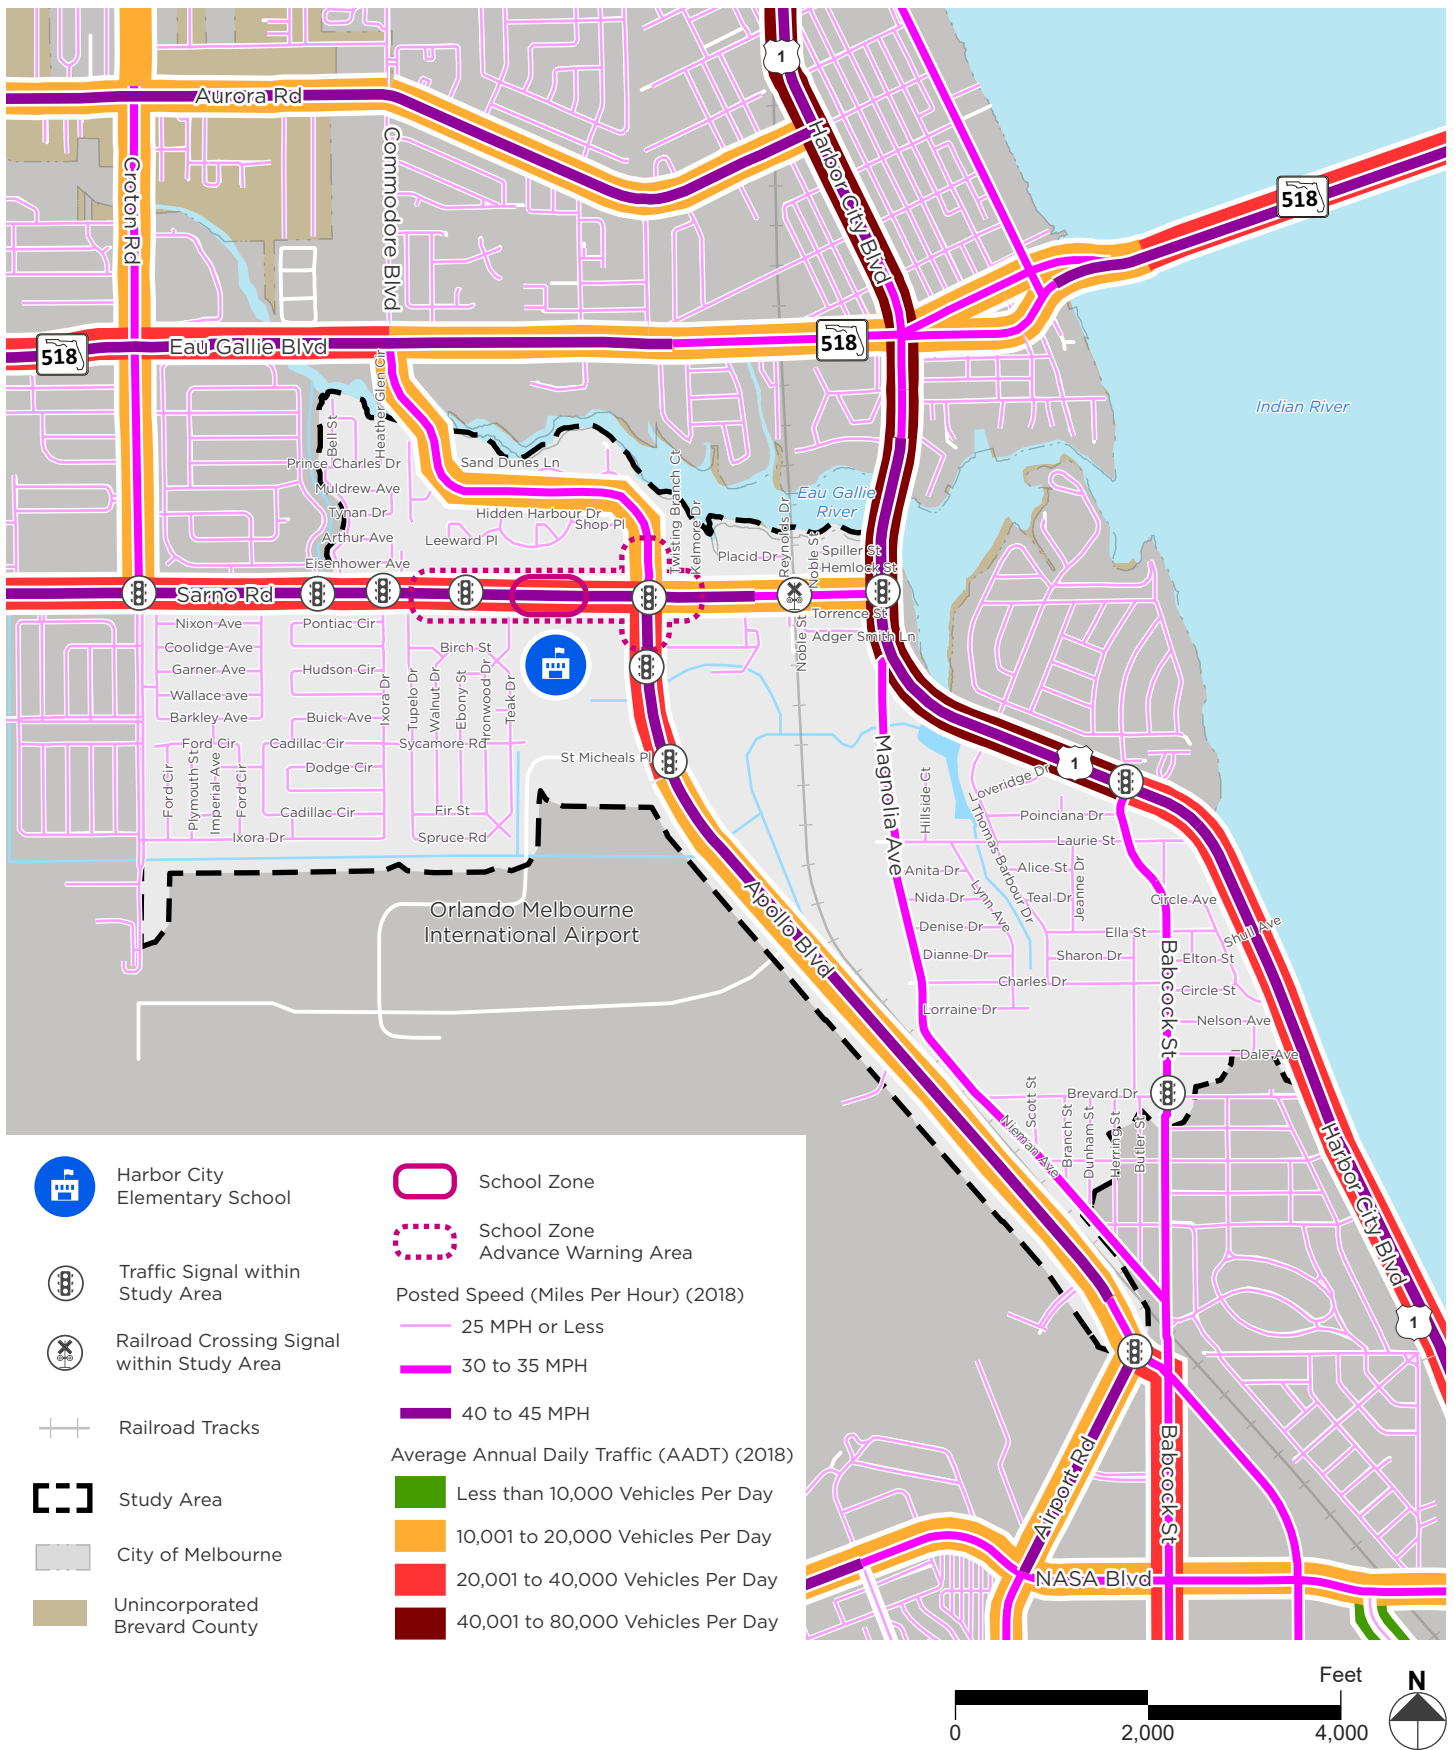 1
Aurora Rd
Croton Rd
Commodore Blvd
Harbor City Blvd
518
518
518
Eau Gallie Blvd
Indian River
Heather Glen Cir
Bell St
Prince Charles Dr
Sand Dunes Ln
Muldrew Ave
Tynan Dr
Hidden Harbour Dr
Shop Pl
Twisting Branch Ct
Kelmore Dr
Eau Gallie
River
Arthur Ave
Leeward Pl
Eisenhower Ave
Placid Dr
Reynolds Dr
Noble St
Spiller St
Hemlock St
Sarno Rd
Torrence St
Adger Smith Ln
Noble St
Nixon Ave
Pontiac Cir
Coolidge Ave
Birch St
Garner Ave
Hudson Cir
Wallace ave
Barkley Ave
Buick Ave
Ixora Dr
Tupelo Dr
Walnut Dr
Ebony St
Ironwood Dr
Teak Dr
Ford Cir
Cadillac Cir
Sycamore Rd
St Micheals Pl
Dodge Cir
Ford Cir
Plymouth St
Imperial Ave
Ford Cir
Cadillac Cir
Fir St
Ixora Dr
Spruce Rd
Magnolia Ave
1
Loveridge Dr
Hillside Ct
Thomas Barbour Dr
Poinciana Dr
Laurie St
Anita Dr
Alice St
Nida Dr
Lynn Ave
Teal Dr
Jeanne Dr
Circle Ave
Denise Dr
Ella St
Shull Ave
Dianne Dr
Sharon Dr
Elton St
Charles Dr
Circle St
Lorraine Dr
Nelson Ave
Dale Ave
Babcock St
Orlando Melbourne
International Airport
Apollo Blvd
Brevard Dr
Scott St
Branch St
Dunham St
Herring St
Butler St
Nieman Ave
Harbor City Blvd
1
Airport Rd
Babcock St
NASA Blvd
Harbor City
Elementary School
Traffic Signal within
Study Area
Railroad Crossing Signal
within Study Area
Railroad Tracks
Study Area
City of Melbourne
Unincorporated
Brevard County
School Zone
School Zone
Advance Warning Area
Posted Speed (Miles Per Hour) (2018)
25 MPH or Less
30 to 35 MPH
40 to 45 MPH
Average Annual Daily Traffic (AADT) (2018)
Less than 10,000 Vehicles Per Day
10,001 to 20,000 Vehicles Per Day
20,001 to 40,000 Vehicles Per Day
40,001 to 80,000 Vehicles Per Day
Feet
0 2,000 4,000
N